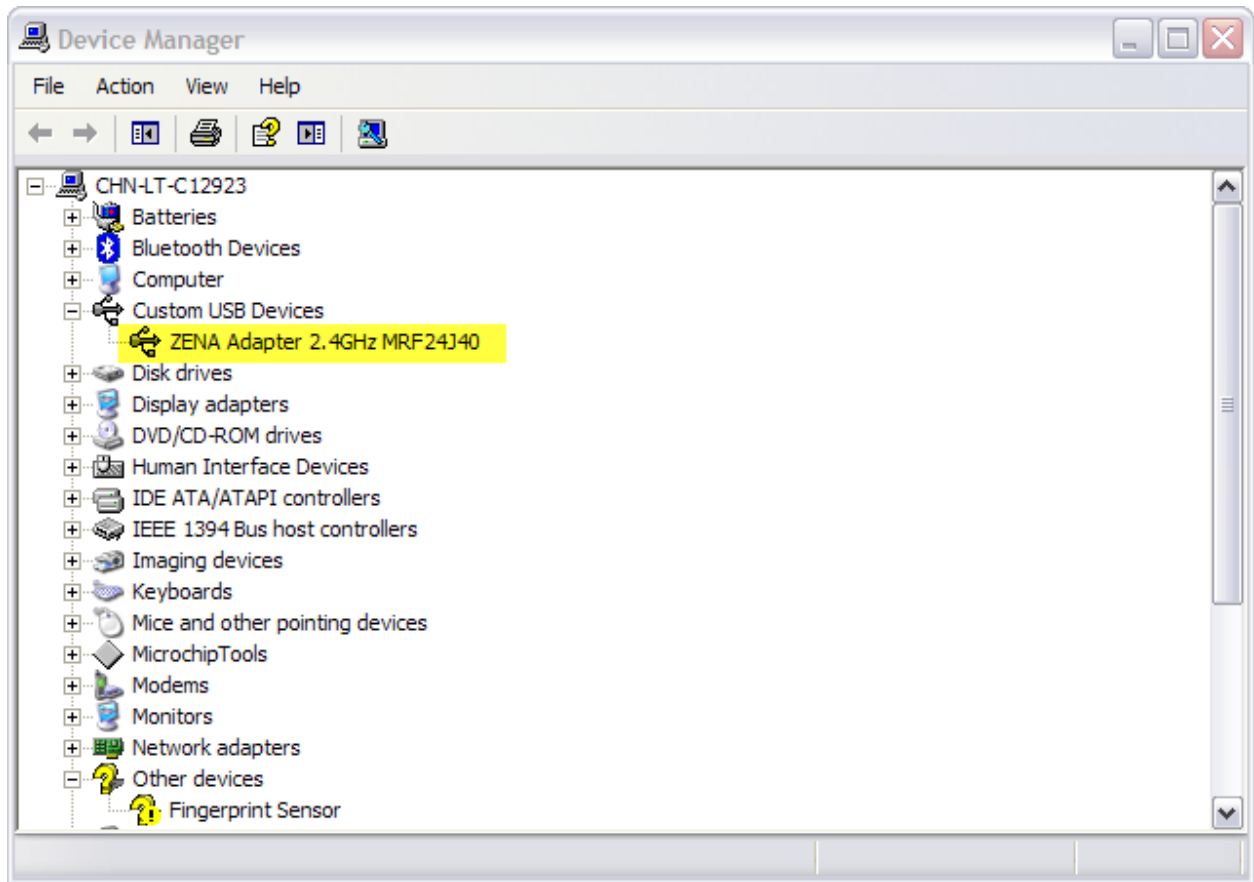 Device Manager
File Action View Help
CHN-LT-C12923
Batteries
Bluetooth Devices
Computer
Custom USB Devices
ZENA Adapter 2.4GHz MRF24J40
Disk drives
Display adapters
DVD/CD-ROM drives
Human Interface Devices
IDE ATA/ATAPI controllers
IEEE 1394 Bus host controllers
Imaging devices
Keyboards
Mice and other pointing devices
MicrochipTools
Modems
Monitors
Network adapters
Other devices
Fingerprint Sensor